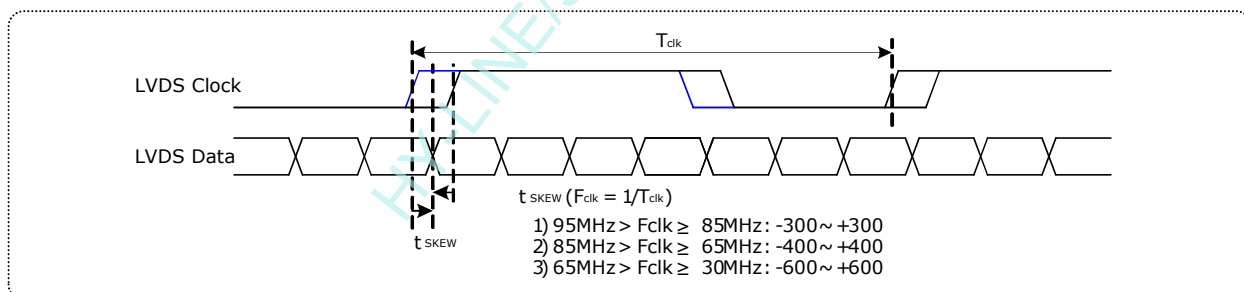 Tclk
LVDS Clock
LVDS Data
t SKEW (Fclk = 1/Tclk)
1) 95MHz > Fclk ≥ 85MHz: -300 ~ +300
t SKEW
2) 85MHz > Fclk ≥ 65MHz: -400 ~ +400
3) 65MHz > Fclk ≥ 30MHz: -600 ~ +600